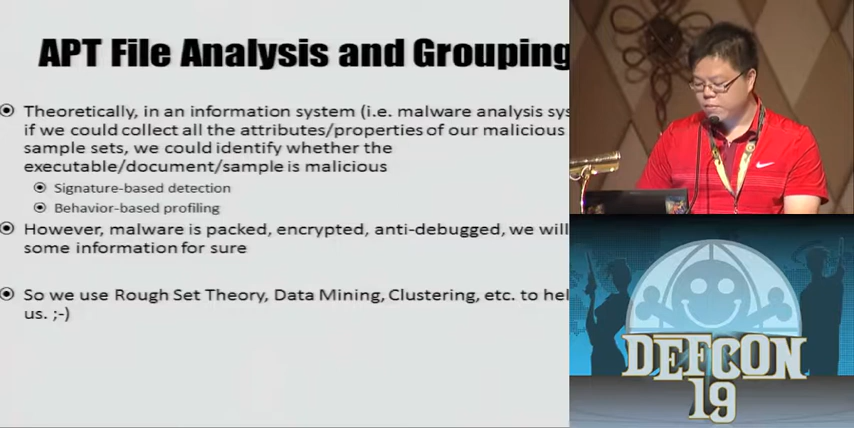 APT File Analysis and Grouping
Theoretically, in an information system (i.e. malware analysis sys
if we could collect all the attributes/properties of our malicious
sample sets, we could identify whether the
executable/document/sample is malicious
Signature-based detection
Behavior-based profiling
However, malware is packed, encrypted, anti-debugged, we will
some information for sure
So we use Rough Set Theory, Data Mining, Clustering, etc. to hel
us. ;-)
DEFCON
19